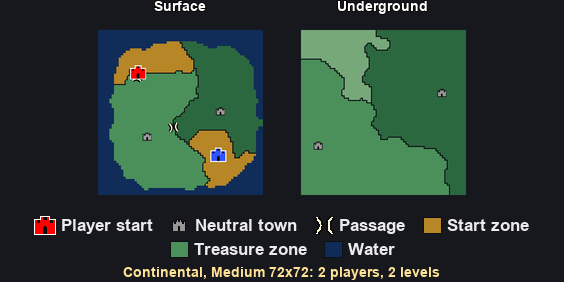 Surface Underground
Player start Neutral town Passage Start zone
Treasure zone Water
Continental, Medium 72x72: 2 players, 2 levels